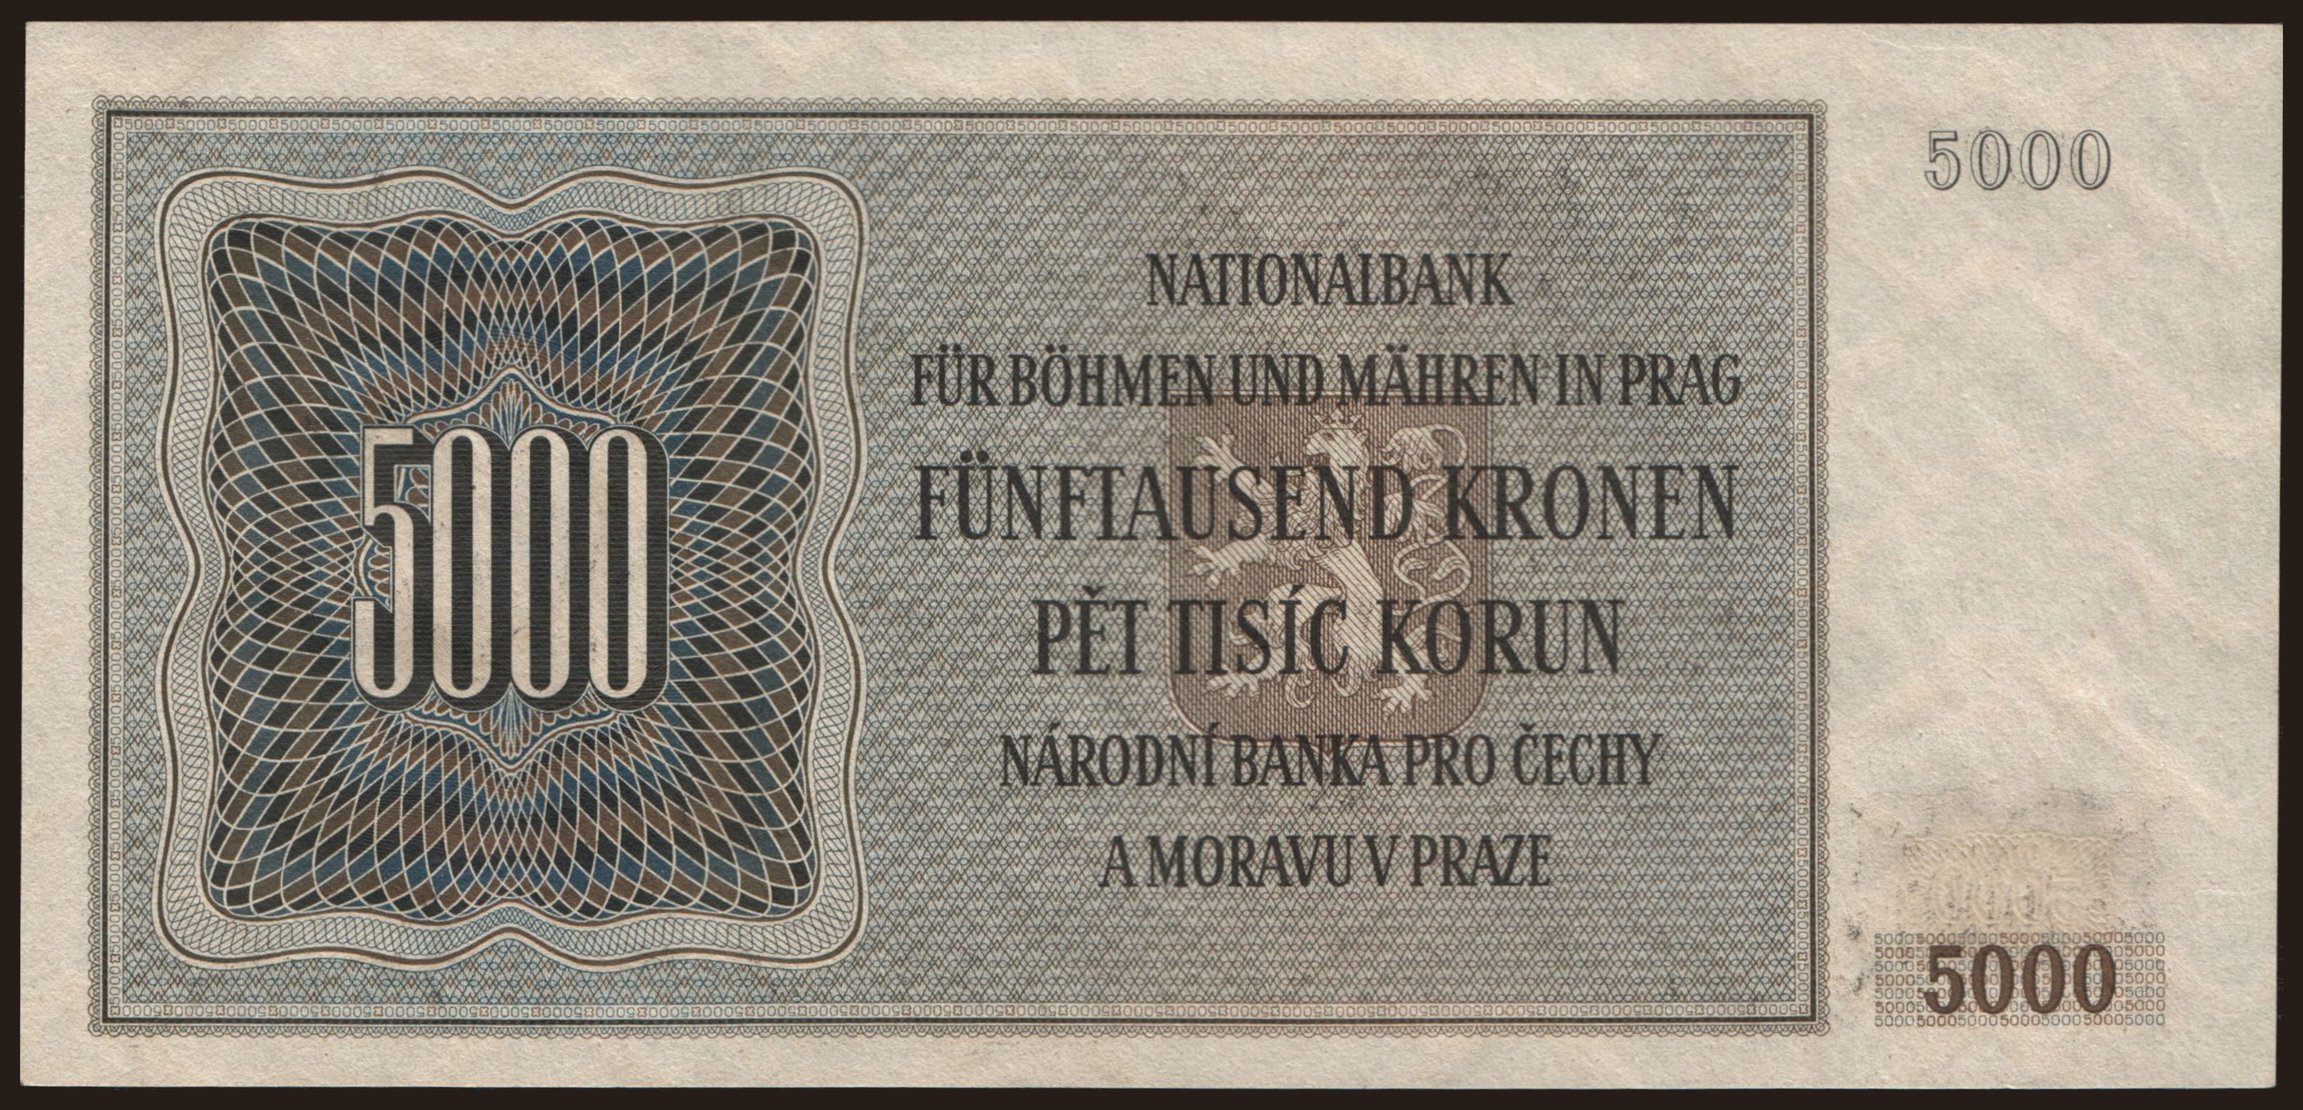 5000
NATIONALBANK
FÜR BÖHMEN UND MÄHREN IN PRAG
FÜNFTAUSEND KRONEN
5000
PĚT TISÍC KORUN
NÁRODNÍ BANKA PRO ČECHY
A MORAVU V PRAZE
5000